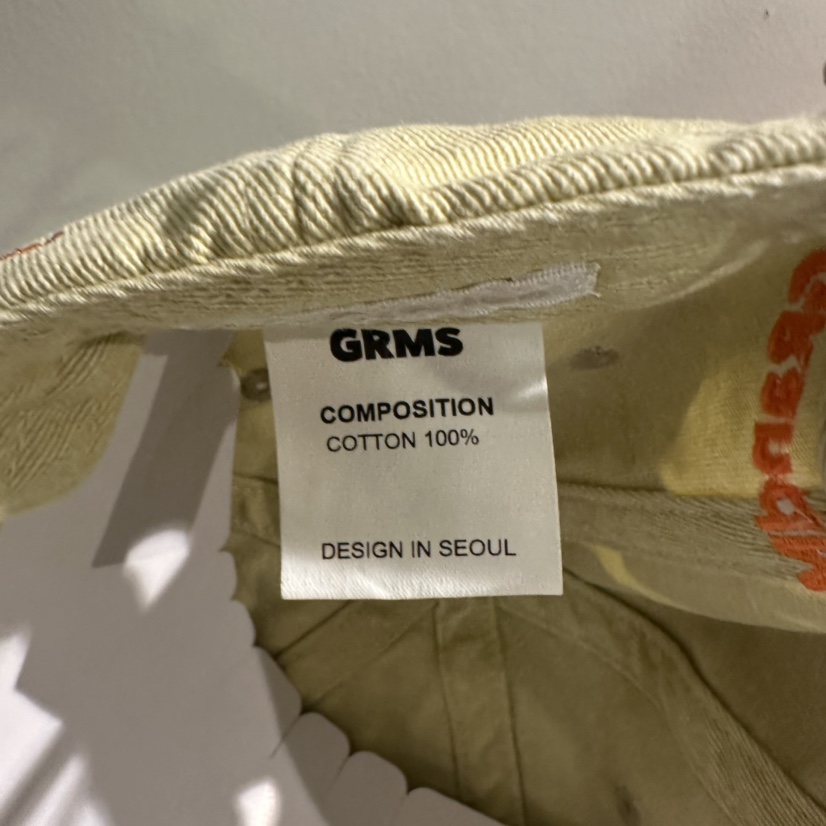 GRMS
COMPOSITION
COTTON 100%
DESIGN IN SEOUL